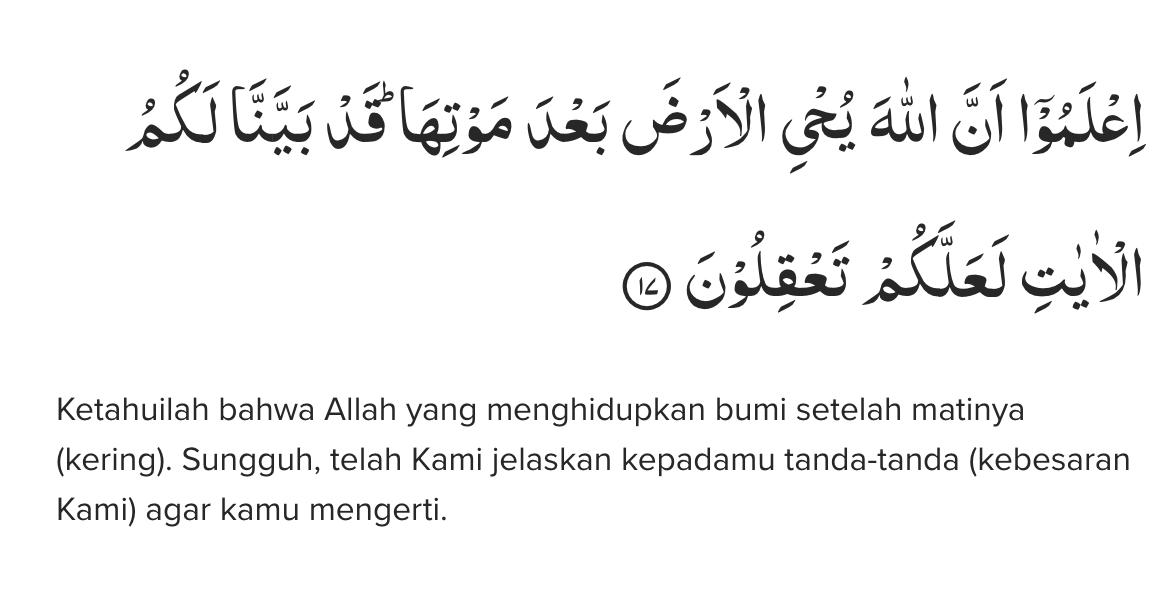 اِعْلَمُوْٓا اَنَّ اللّٰهَ يُحْيِ الْاَرْضَ بَعْدَ مَوْتِهَاۗ قَدْ بَيَّنَّا لَكُمُ
الْاٰيٰتِ لَعَلَّكُمْ تَعْقِلُوْنَ ١٧
Ketahuilah bahwa Allah yang menghidupkan bumi setelah matinya
(kering). Sungguh, telah Kami jelaskan kepadamu tanda-tanda (kebesaran
Kami) agar kamu mengerti.